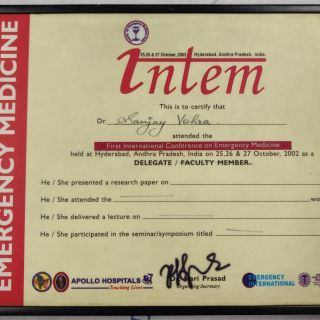 EMERGENCY MEDICINE
25,26 & 27 October, 2002 Hyderabad, Andhra Pradesh, India.
intem
This is to certify that
Dr. Sanjay Vohra.
attended the
First International Conference on Emergency Medicine
held at Hyderabad, Andhra Pradesh, India on 25,26 & 27 October, 2002 as a
DELEGATE / FACULTY MEMBER.
He / She presented a research paper on
He / She attended the wo
He / She delivered a lecture on
He / She participated in the seminar/symposium titled
APOLLO HOSPITALS
Touching Lives
Hari Prasad
Organising Secretary
EMERGENCY
INTERNATIONAL